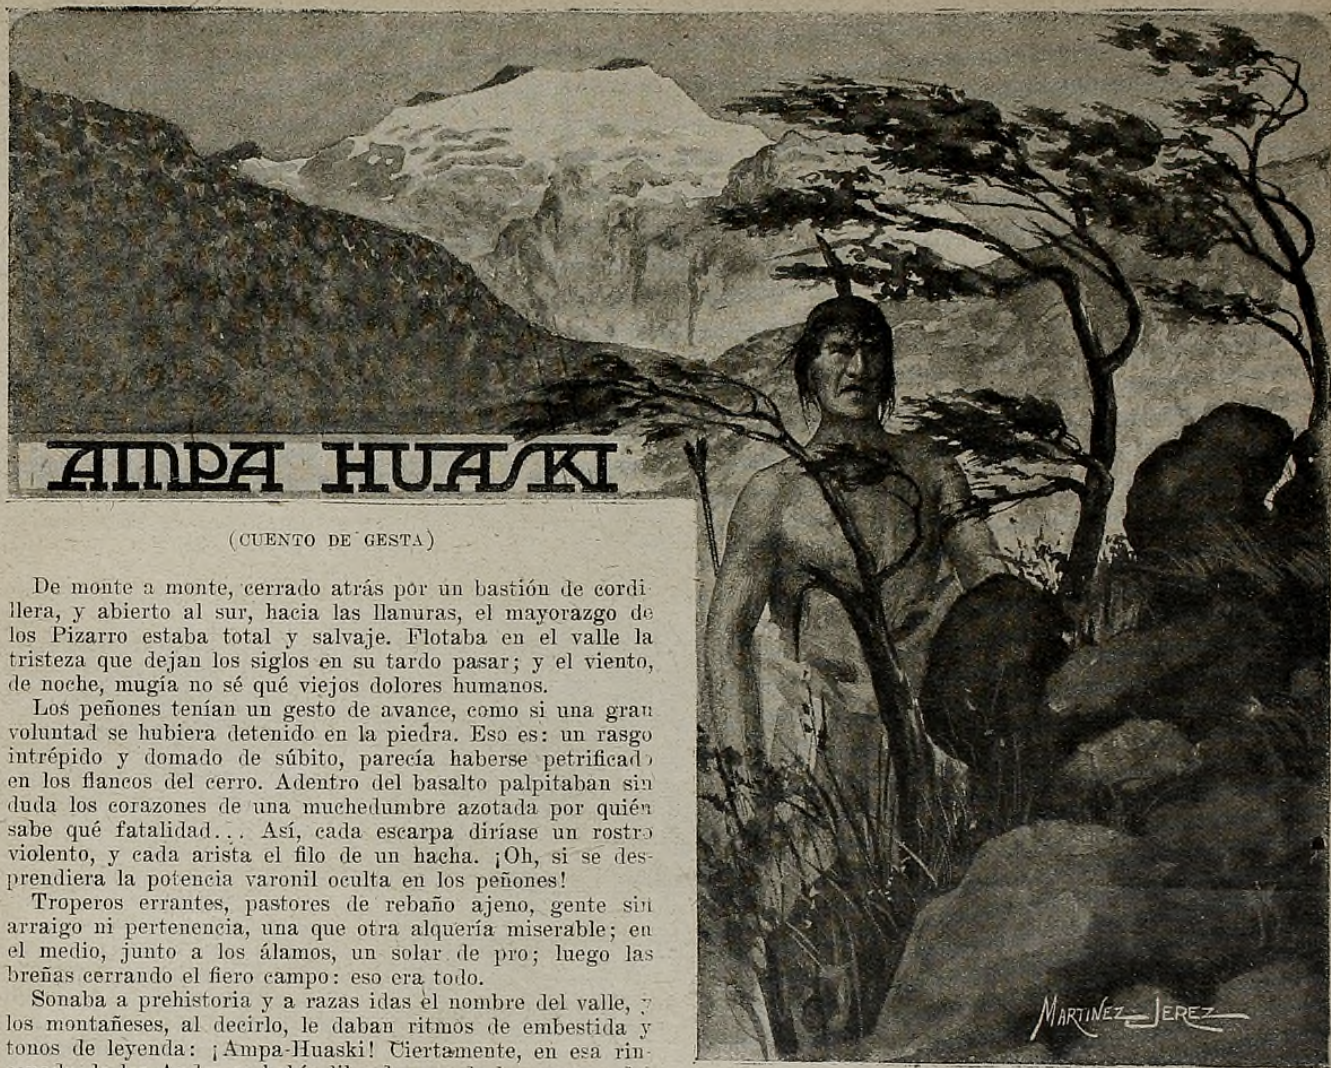 AMPA HUASKI
(CUENTO DE GESTA)
De monte a monte, cerrado atrás por un bastión de cordi-
llera, y abierto al sur, hacia las llanuras, el mayorazgo de
los Pizarro estaba total y salvaje. Flotaba en el valle la
tristeza que dejan los siglos en su tardo pasar; y el viento,
de noche, mugía no sé qué viejos dolores humanos.
Los peñones tenían un gesto de avance, como si una gran
voluntad se hubiera detenido en la piedra. Eso es: un rasgo
intrépido y domado de súbito, parecía haberse petrificado
en los flancos del cerro. Adentro del basalto palpitaban sin
duda los corazones de una muchedumbre azotada por quién
sabe qué fatalidad... Así, cada escarpa diríase un rostro
violento, y cada arista el filo de un hacha. ¡Oh, si se des-
prendiera la potencia varonil oculta en los peñones!
Troperos errantes, pastores de rebaño ajeno, gente sin
arraigo ni pertenencia, una que otra alquería miserable; en
el medio, junto a los álamos, un solar de pro; luego las
breñas cerrando el fiero campo: eso era todo.
Sonaba a prehistoria y a razas idas el nombre del valle, y
los montañeses, al decirlo, le daban ritmos de embestida y
tonos de leyenda: ¡Ampa-Huaski! Ciertamente, en esa rin-
MARTINEZ-JEREZ